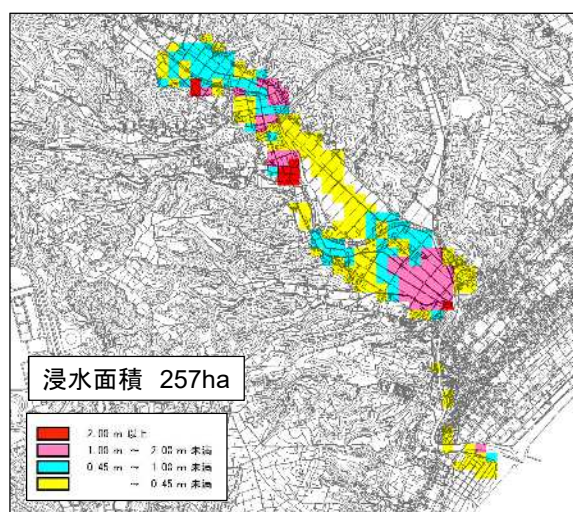 浸水面積 257ha
2.00 m 以上
1.00 m ～ 2.00 m 未満
0.45 m ～ 1.00 m 未満
～ 0.45 m 未満